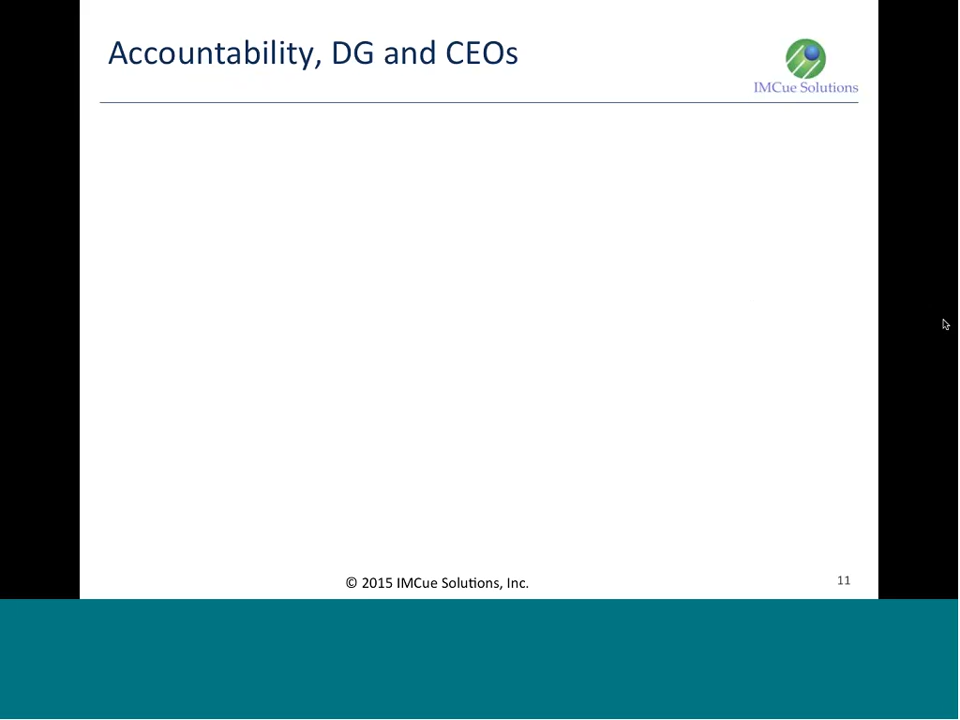 Accountability, DG and CEOs
IMCue Solutions
© 2015 IMCue Solutions, Inc.
11